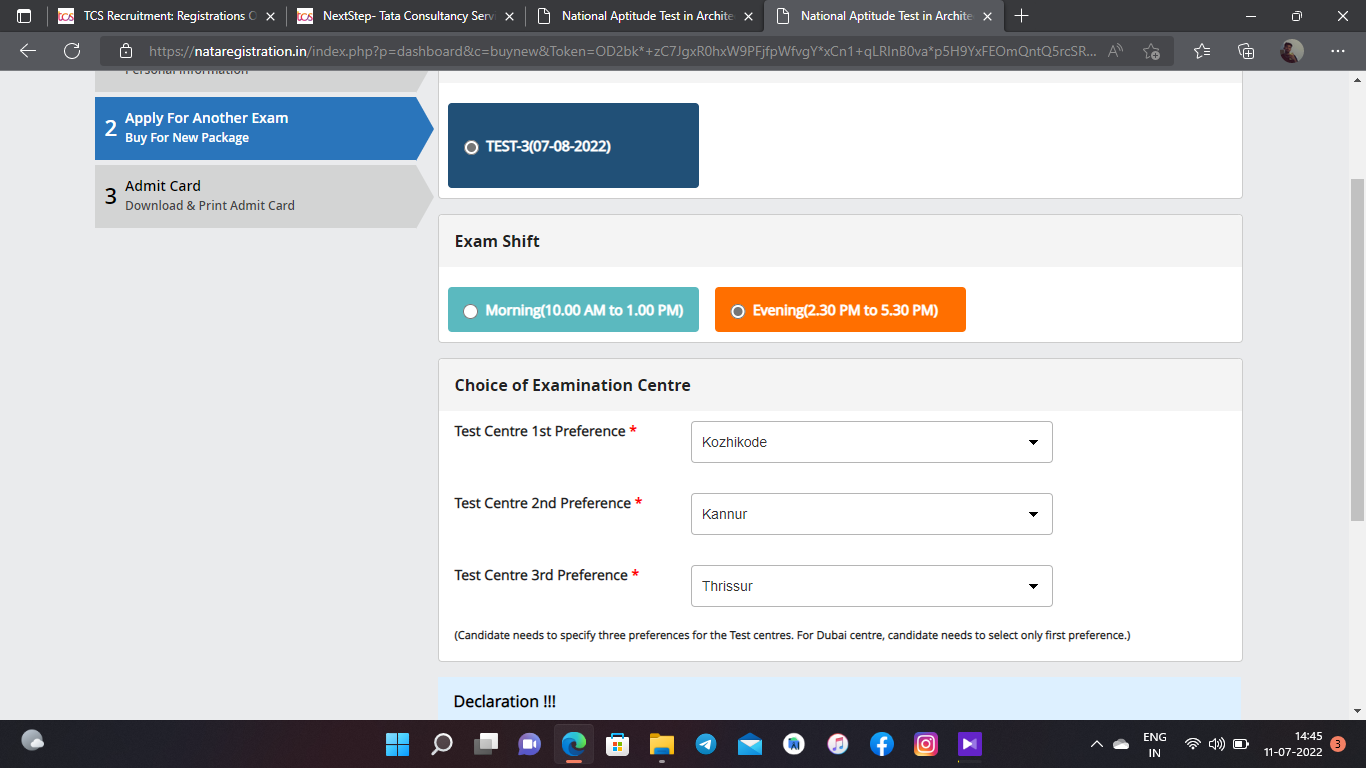 TCS Recruitment: Registrations O
NextStep- Tata Consultancy Serv
National Aptitude Test in Archite
National Aptitude Test in Archite
https://nataregistration.in/index.php?p=dashboard&c=buynew&Token=OD2bk*+zC7JgxR0hxW9PFjfpWfvgY*xCn1+qLRInB0va*p5H9YxFEOmQntQ5rcSR...
Personal Information
2
Apply For Another Exam
Buy For New Package
3
Admit Card
Download & Print Admit Card
TEST-3(07-08-2022)
Exam Shift
Morning(10.00 AM to 1.00 PM)
Evening(2.30 PM to 5.30 PM)
Choice of Examination Centre
Test Centre 1st Preference *
Kozhikode
Test Centre 2nd Preference *
Kannur
Test Centre 3rd Preference *
Thrissur
(Candidate needs to specify three preferences for the Test centres. For Dubai centre, candidate needs to select only first preference.)
Declaration !!!
ENG
IN
14:45
11-07-2022
3